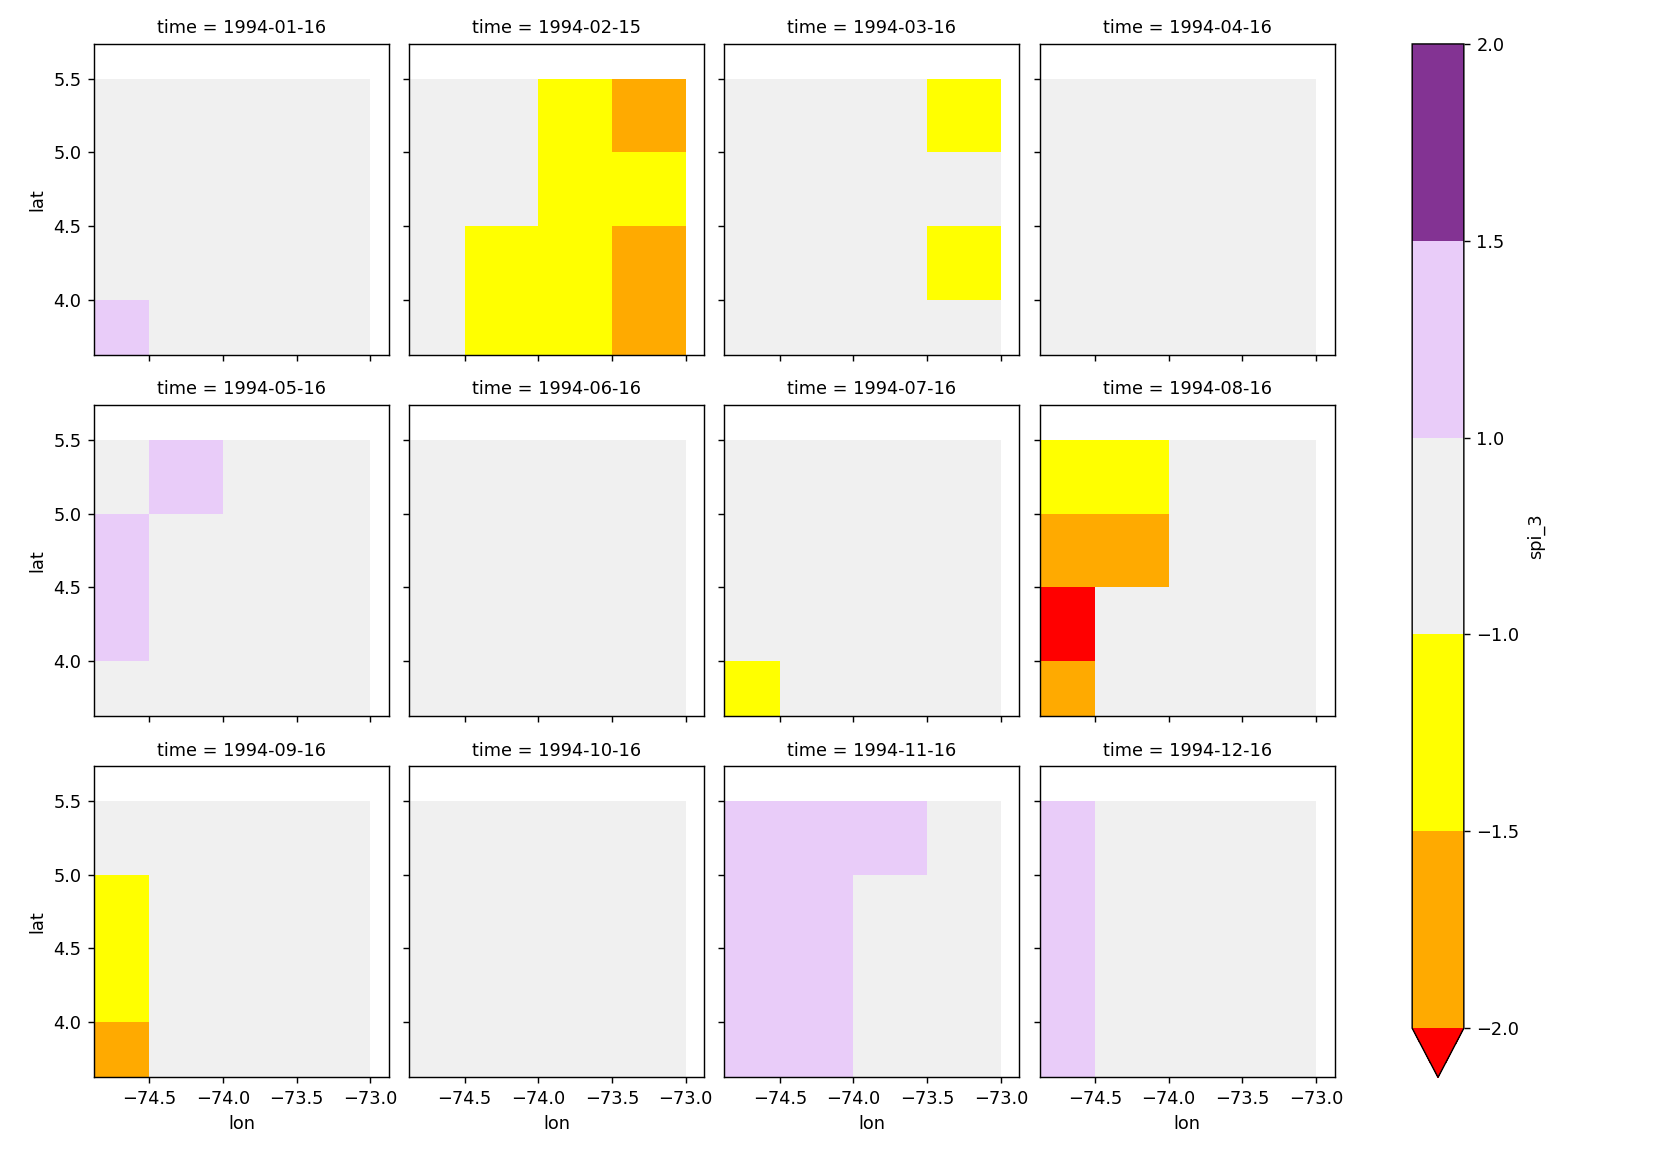 time = 1994-01-16
time = 1994-02-15
time = 1994-03-16
time = 1994-04-16
5.5
5.0
4.5
4.0
lat
time = 1994-05-16
time = 1994-06-16
time = 1994-07-16
time = 1994-08-16
5.5
5.0
4.5
4.0
lat
time = 1994-09-16
time = 1994-10-16
time = 1994-11-16
time = 1994-12-16
5.5
5.0
4.5
4.0
lat
−74.5 −74.0 −73.5 −73.0
lon
−74.5 −74.0 −73.5 −73.0
lon
−74.5 −74.0 −73.5 −73.0
lon
−74.5 −74.0 −73.5 −73.0
lon
2.0
1.5
1.0
−1.0
−1.5
−2.0
spi_3